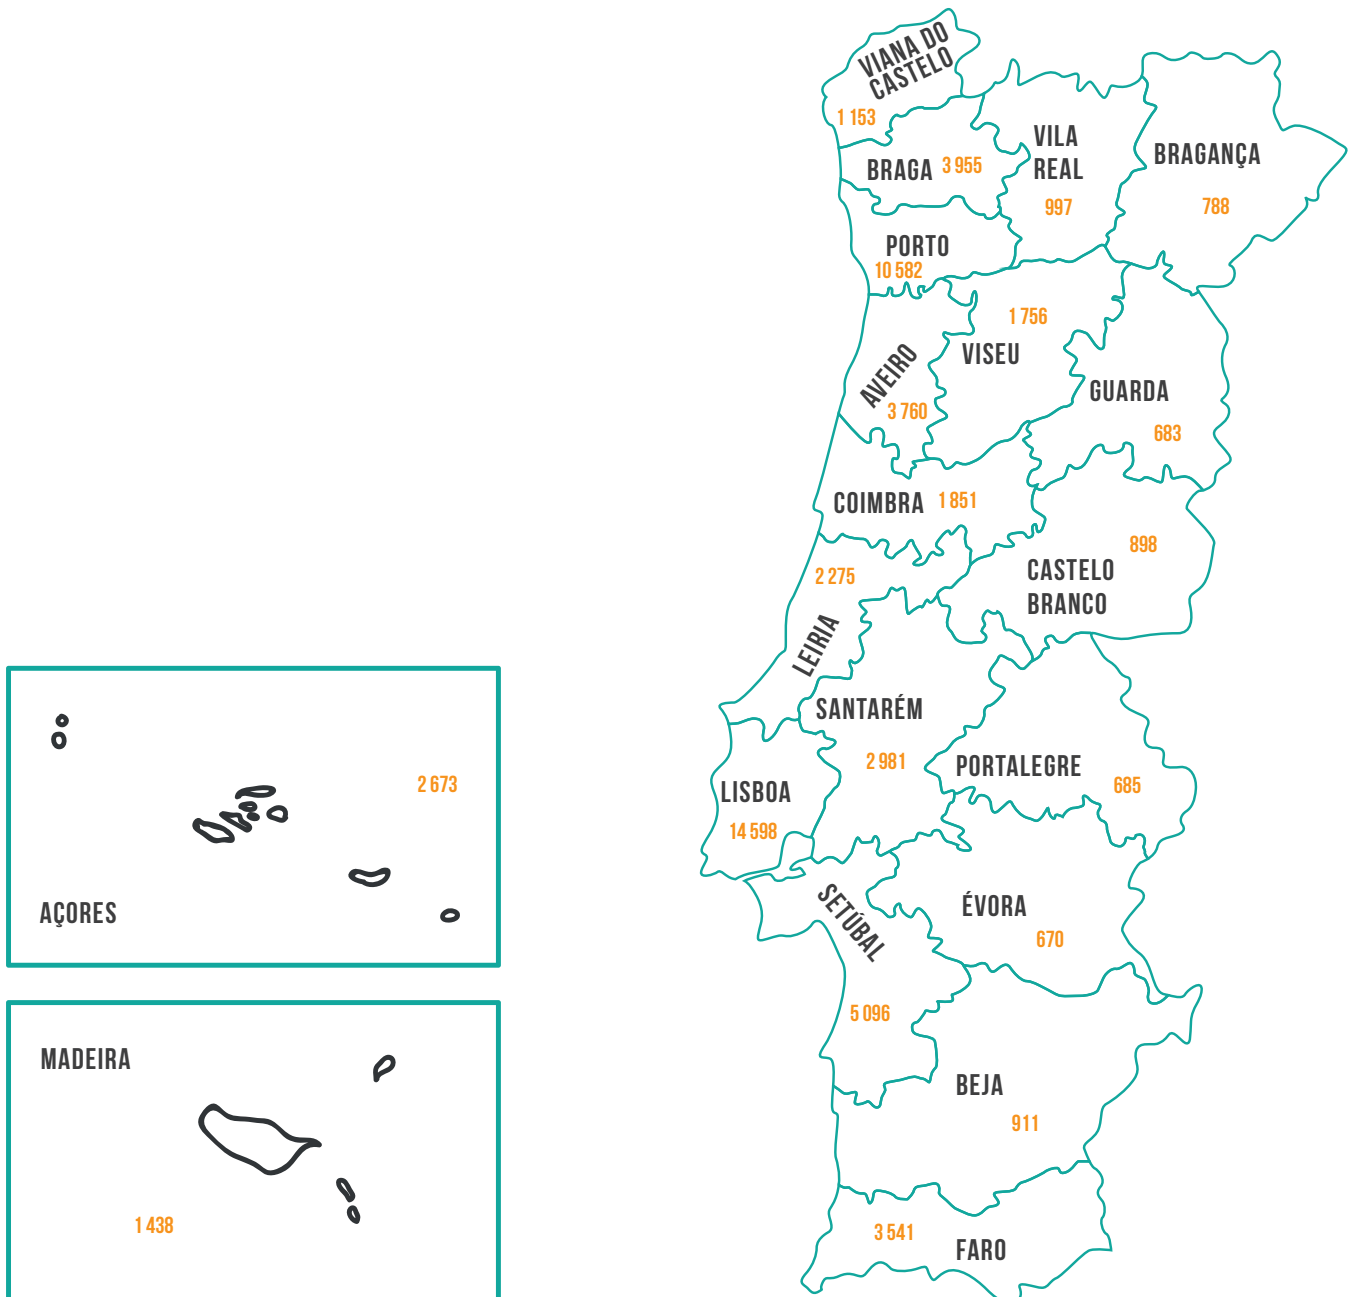 VIANA DO
CASTELO
1 153
BRAGA 3 955
VILA
REAL
997
BRAGANÇA
788
PORTO
10 582
1 756
VISEU
AVEIRO
3 760
GUARDA
683
COIMBRA 1 851
898
CASTELO
BRANCO
2 275
LEIRIA
SANTARÉM
2 981
PORTALEGRE
685
LISBOA
14 598
SETÚBAL
5 096
ÉVORA
670
BEJA
911
3 541
FARO
2 673
AÇORES
MADEIRA
1 438